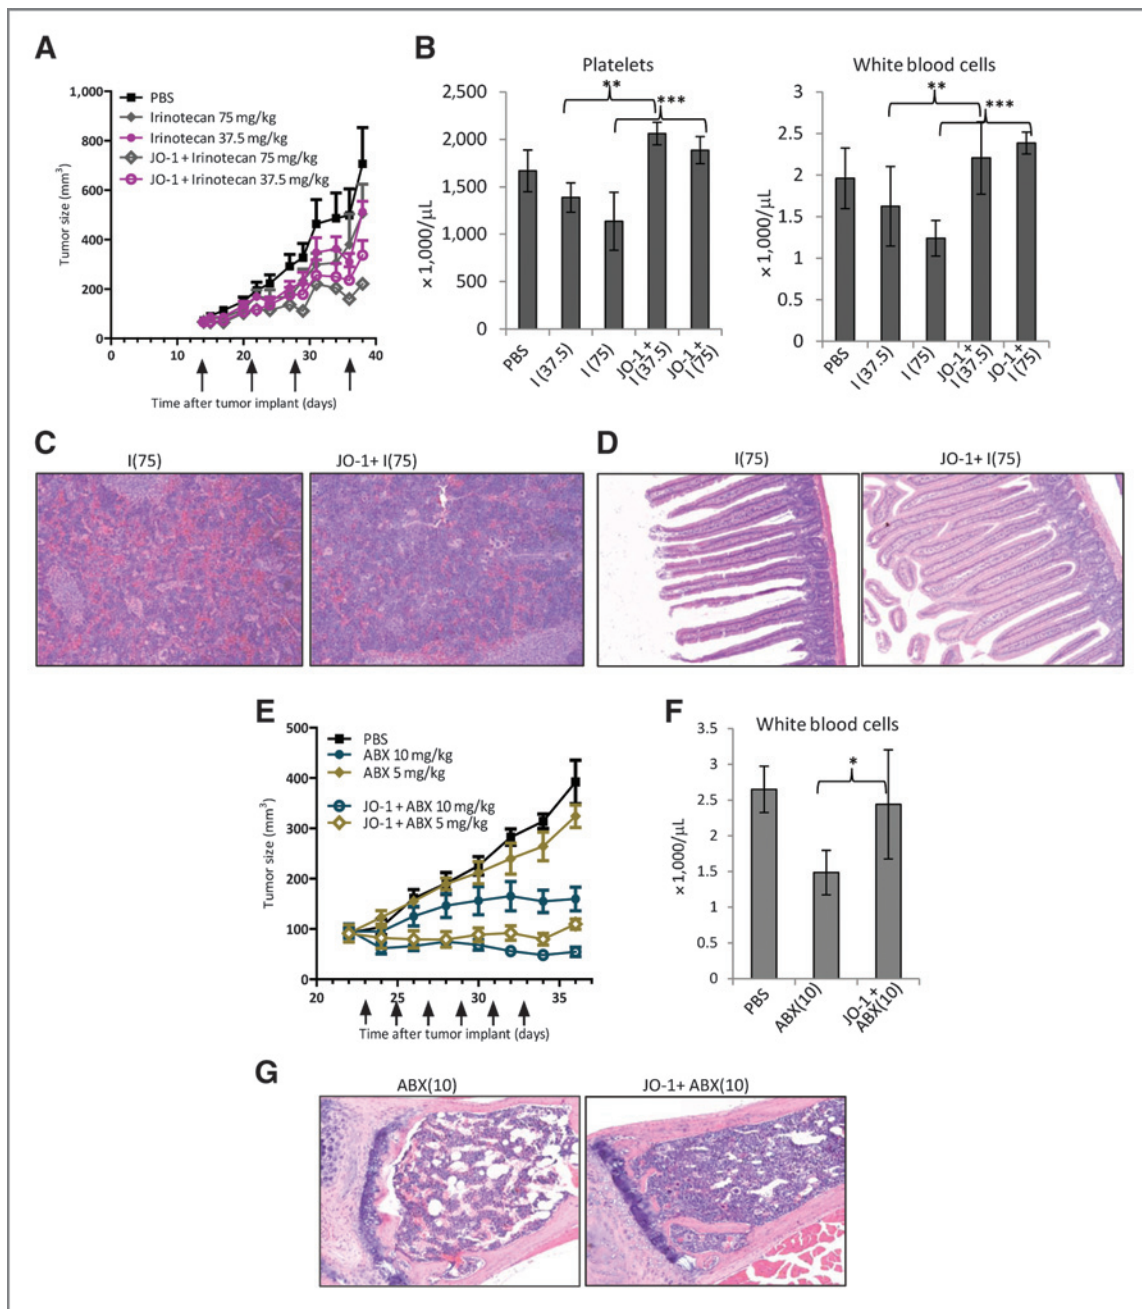 A
1,000
800
600
400
200
0
Tumor size (mm3)
PBS
Irinotecan 75 mg/kg
Irinotecan 37.5 mg/kg
JO-1 + Irinotecan 75 mg/kg
JO-1 + Irinotecan 37.5 mg/kg
0 10 20 30 40
Time after tumor implant (days)
B
Platelets
** ***
2,500
2,000
1,500
1,000
500
0
× 1,000/μL
PBS
I (37.5)
I (75)
JO-1 + I (37.5)
JO-1 + I (75)
White blood cells
** ***
3
2.5
2
1.5
1
0.5
0
× 1,000/μL
PBS
I (37.5)
I (75)
JO-1 + I (37.5)
JO-1 + I (75)
C
I(75) JO-1+ I(75)
D
I(75) JO-1+ I(75)
E
500
400
300
200
100
0
Tumor size (mm3)
PBS
ABX 10 mg/kg
ABX 5 mg/kg
JO-1 + ABX 10 mg/kg
JO-1 + ABX 5 mg/kg
20 25 30 35
Time after tumor implant (days)
F
White blood cells
*
3.5
3
2.5
2
1.5
1
0.5
0
× 1,000/μL
PBS
ABX(10)
JO-1 + ABX(10)
G
ABX(10) JO-1+ ABX(10)